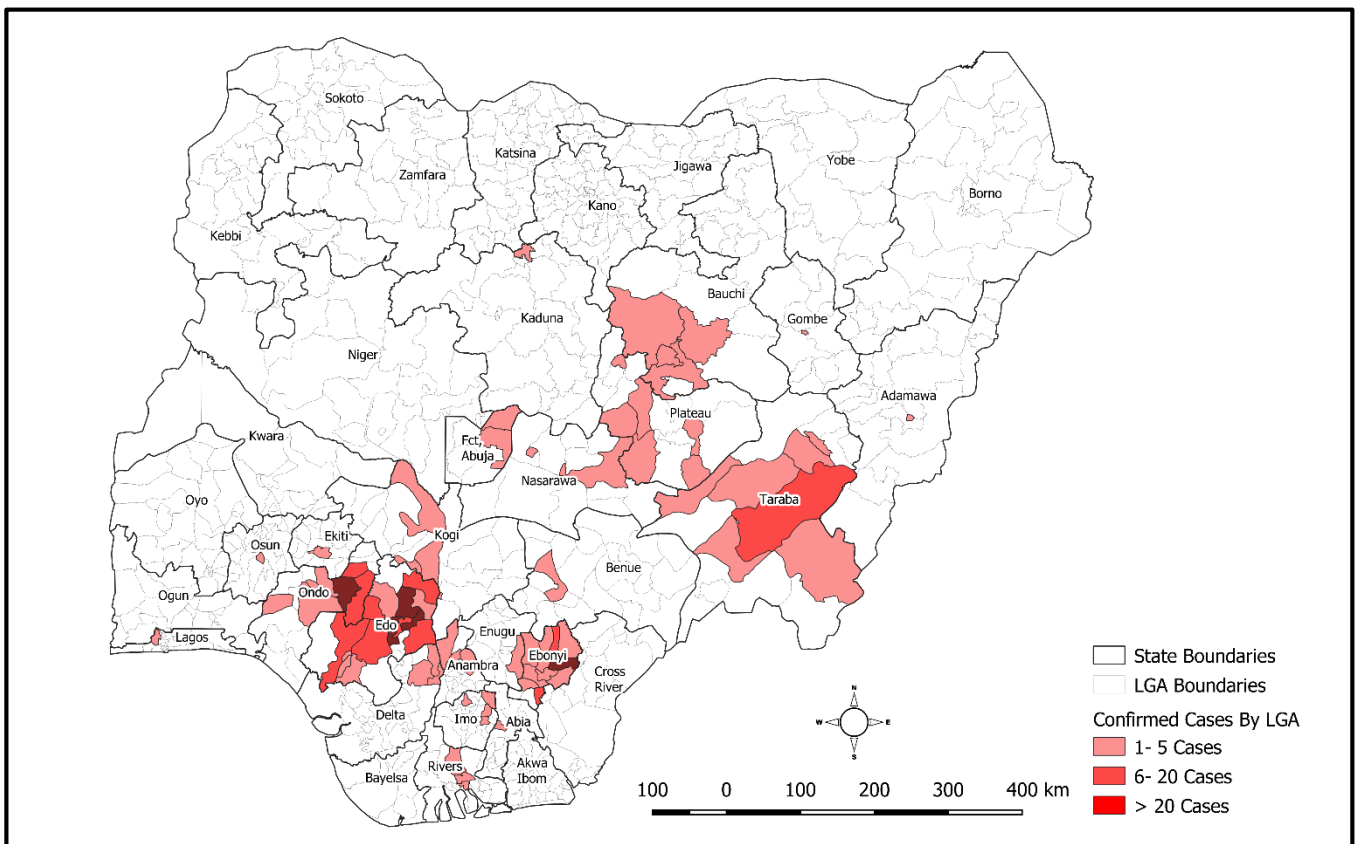 Sokoto
Katsina
Jigawa
Yobe
Zamfara
Borno
Kano
Kebbi
Bauchi
Kaduna
Gombe
Niger
Adamawa
Plateau
Kwara
Fct,
Abuja
Nasarawa
Oyo
Taraba
Kogi
Ekiti
Osun
Benue
Ondo
Ogun
Edo
Enugu
Lagos
Ebonyi
Anambra
Cross
River
Delta
Imo
Abia
Rivers
Akwa
Ibom
Bayelsa
N
W
E
S
State Boundaries
LGA Boundaries
Confirmed Cases By LGA
1- 5 Cases
6- 20 Cases
> 20 Cases
100 0 100 200 300 400 km